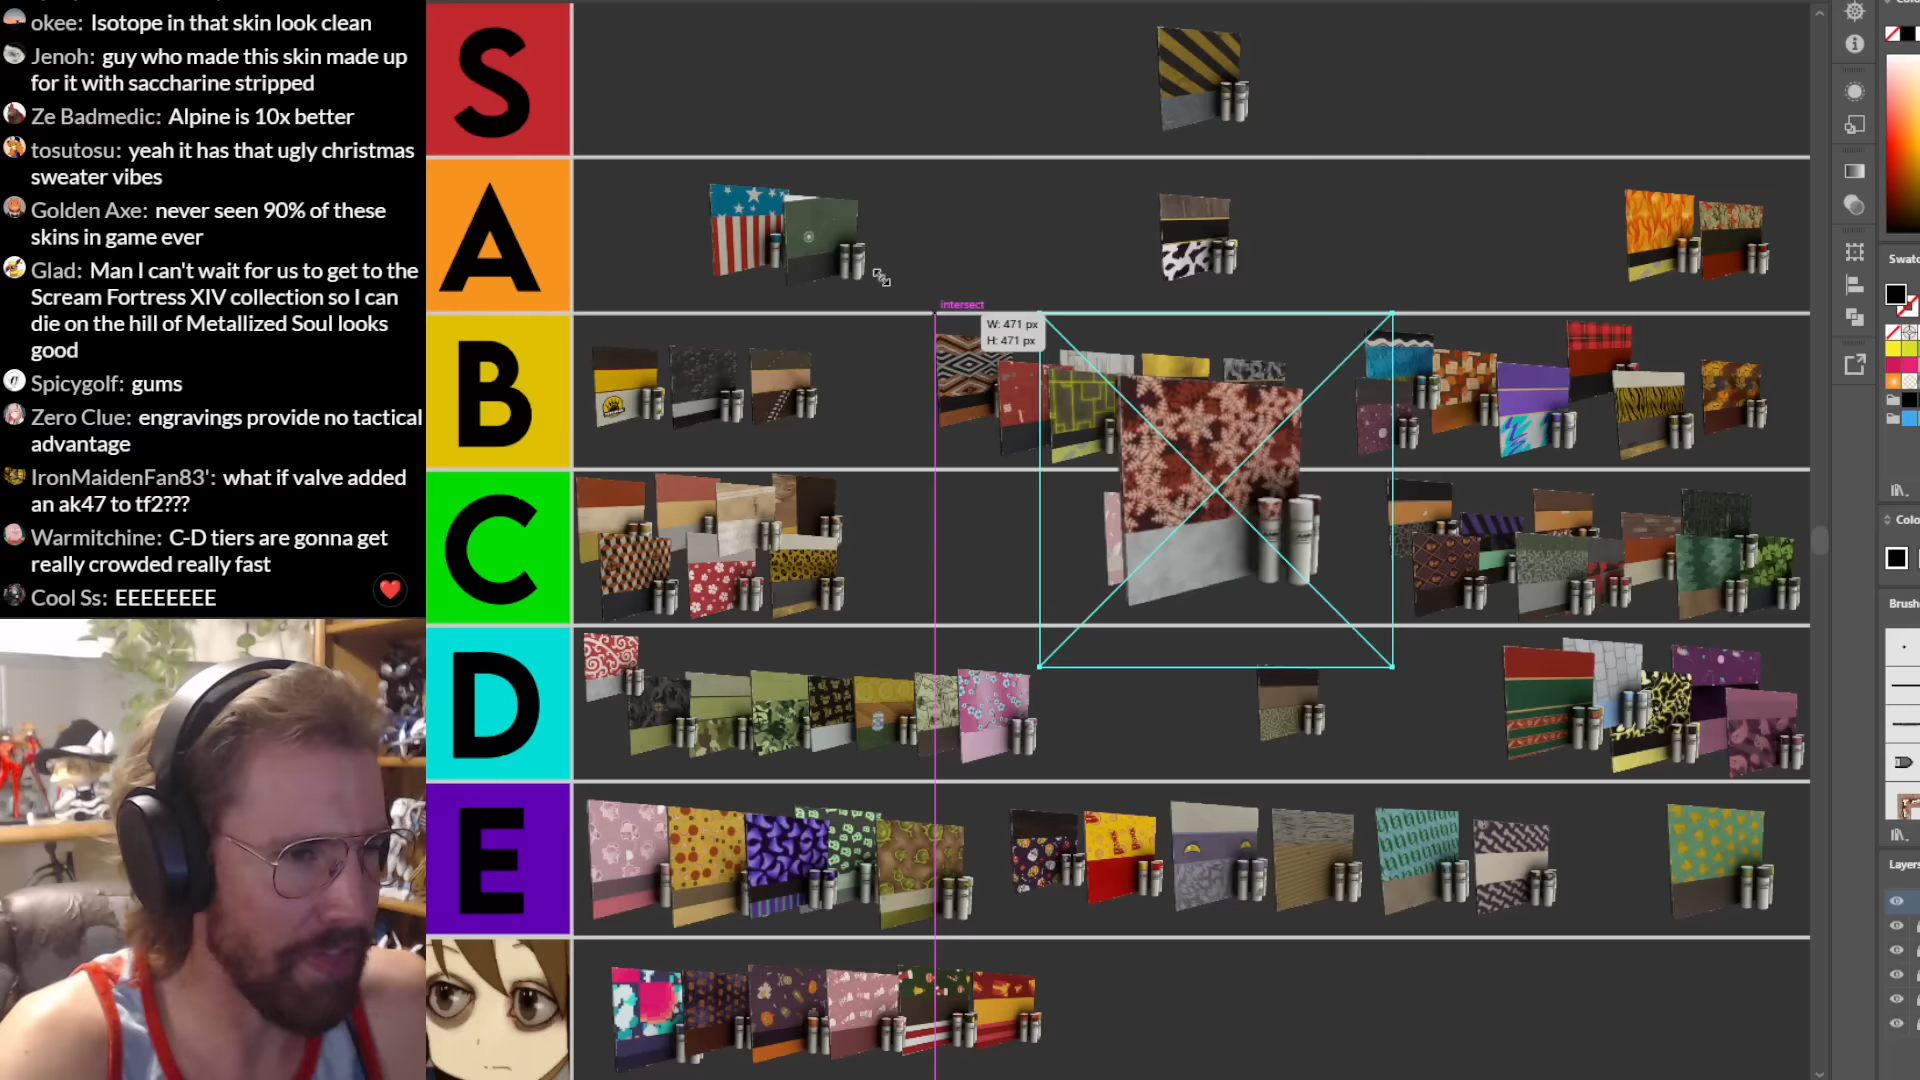 okee: Isotope in that skin look clean
Jenoh: guy who made this skin made up
for it with saccharine stripped
Ze Badmedic: Alpine is 10x better
tosutosu: yeah it has that ugly christmas
sweater vibes
Golden Axe: never seen 90% of these
skins in game ever
Glad: Man I can't wait for us to get to the
Scream Fortress XIV collection so I can
die on the hill of Metallized Soul looks
good
Spicygolf: gums
Zero Clue: engravings provide no tactical
advantage
IronMaidenFan83': what if valve added
an ak47 to tf2???
Warmitchine: C-D tiers are gonna get
really crowded really fast
Cool Ss: EEEEEEEE
S
A
B
C
D
E
intersect
W: 471 px
H: 471 px
Swatc
Colo
Brushe
Layers